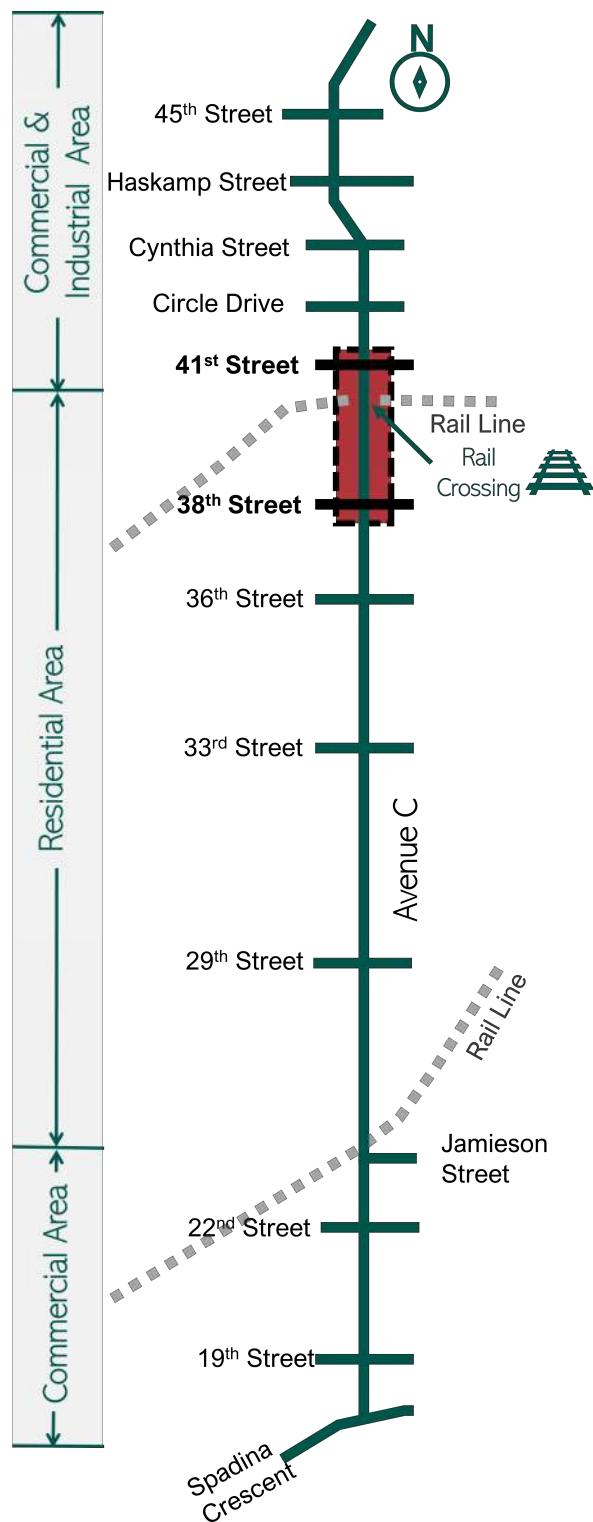 N
Commercial &
Industrial Area
45th Street
Haskamp Street
Cynthia Street
Circle Drive
41st Street
Rail Line
Rail
Crossing
38th Street
36th Street
Residential Area
33rd Street
Avenue C
29th Street
Rail Line
Jamieson
Street
Commercial Area
22nd Street
19th Street
Spadina
Crescent